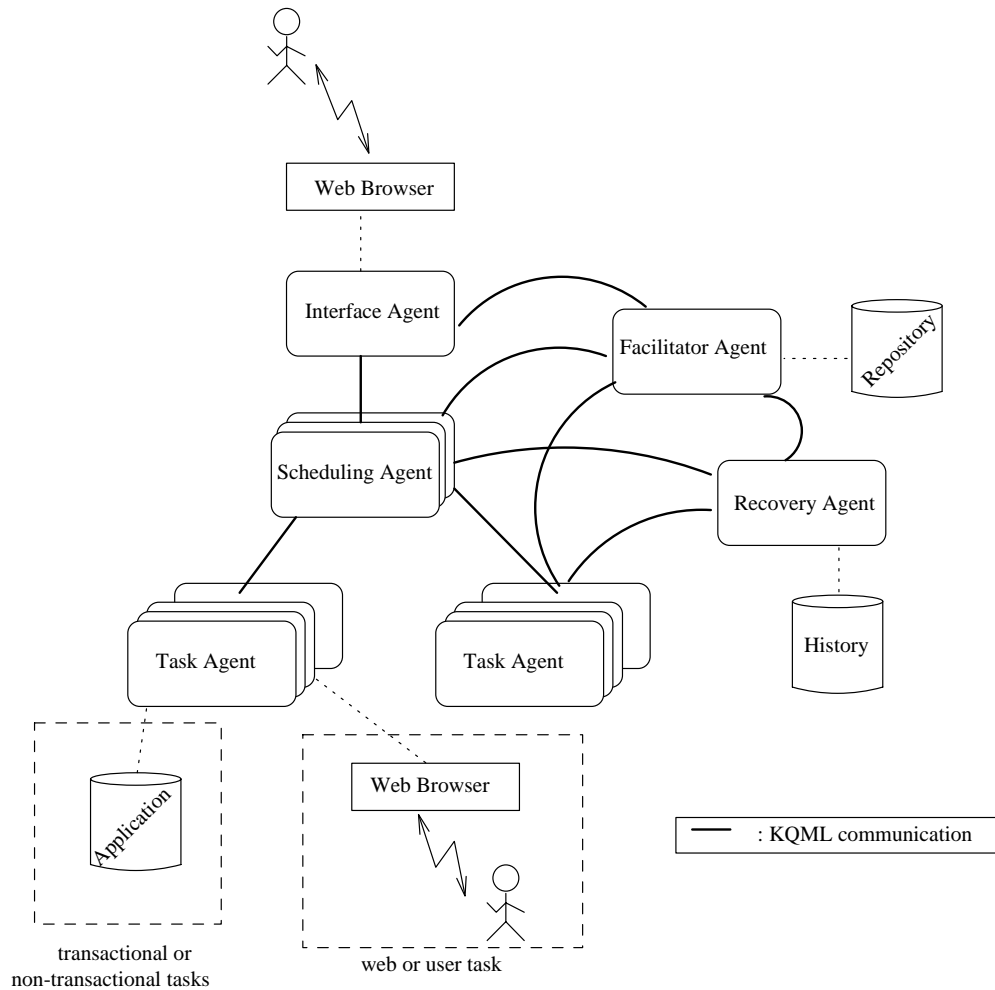 Web Browser
Interface Agent
Facilitator Agent
Repository
Scheduling Agent
Recovery Agent
Task Agent
Task Agent
History
Web Browser
Application
: KQML communication
transactional or
non-transactional tasks
web or user task